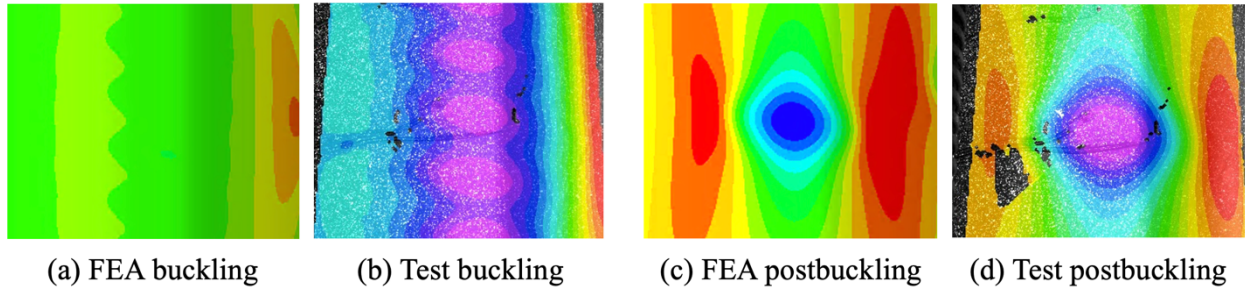 (a) FEA buckling
(b) Test buckling
(c) FEA postbuckling
(d) Test postbuckling